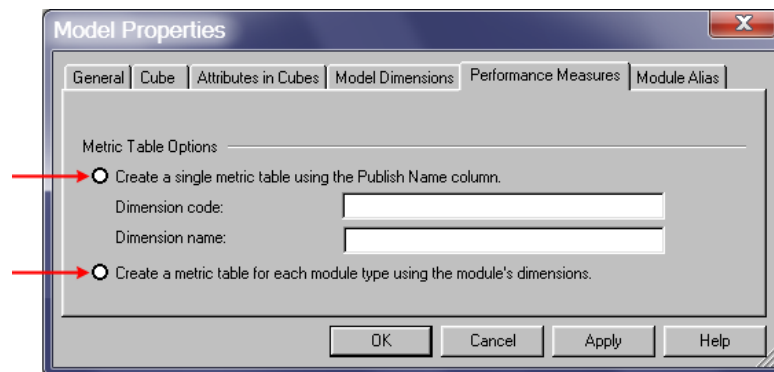 Model Properties
General Cube Attributes in Cubes Model Dimensions Performance Measures Module Alias
Metric Table Options
Create a single metric table using the Publish Name column.
Dimension code:
Dimension name:
Create a metric table for each module type using the module's dimensions.
OK Cancel Apply Help